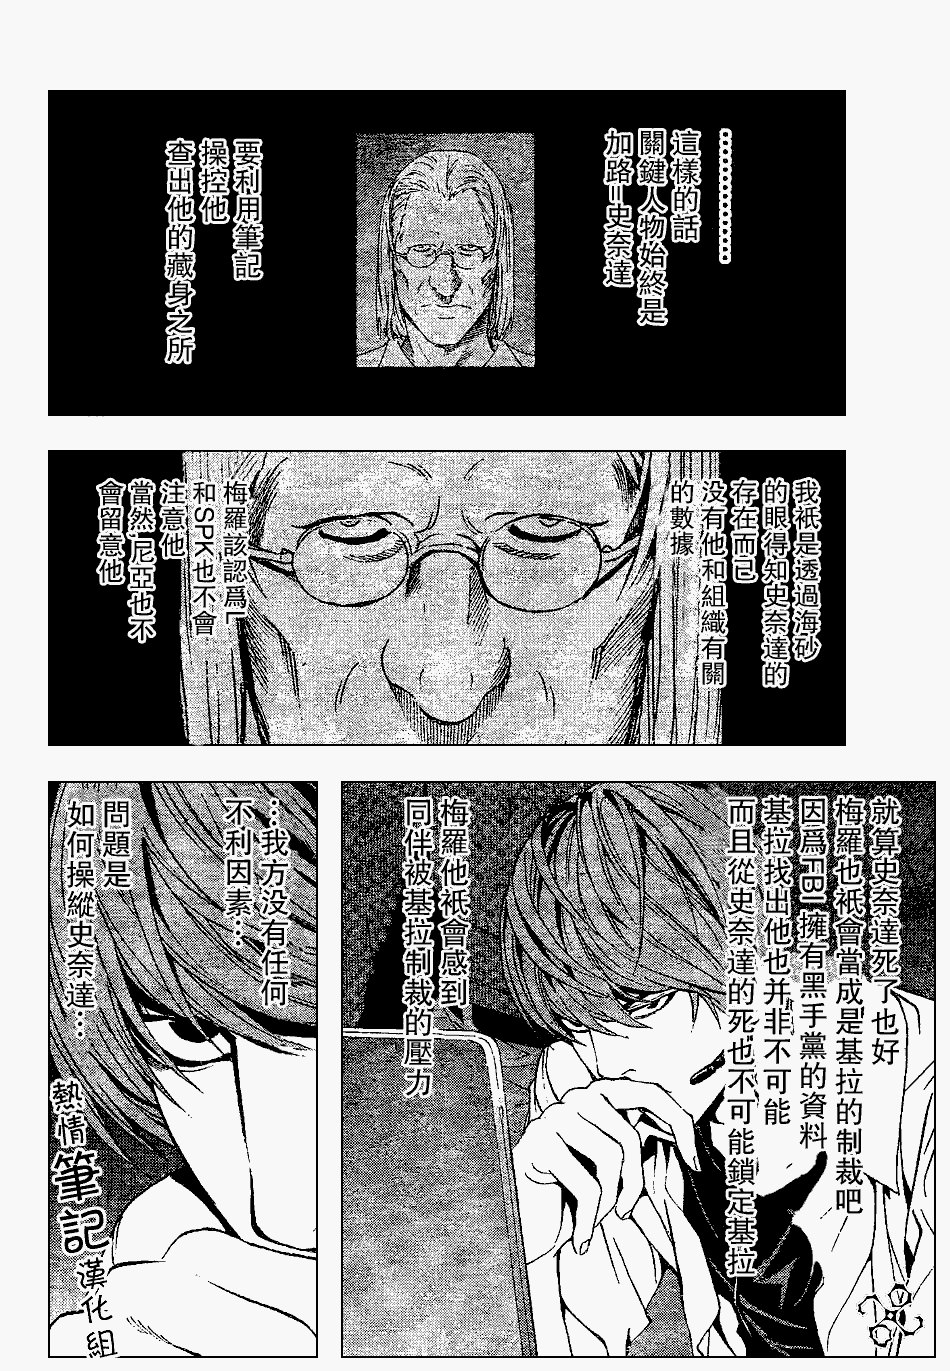 ⋯⋯⋯⋯⋯⋯
這樣的話
關鍵人物始終是
加路=史奈達
要利用筆記
操控他
查出他的藏身之所
我祇是透過海砂
的眼得知史奈達的
存在而已
没有他和組織有關
的數據
梅羅該認爲L
和SPK也不會
注意他
當然,尼亞也不
會留意他
就算史奈達死了也好
梅羅也祇會當成是基拉的制裁吧
因爲FBI擁有黑手黨的資料
基拉找出他也并非不可能
而且從史奈達的死也不可能鎖定基拉
梅羅他祇會感到
同伴被基拉制裁的壓力
⋯我方没有任何
不利因素⋯
問題是
如何操縱史奈達⋯
熱情筆記漢化組